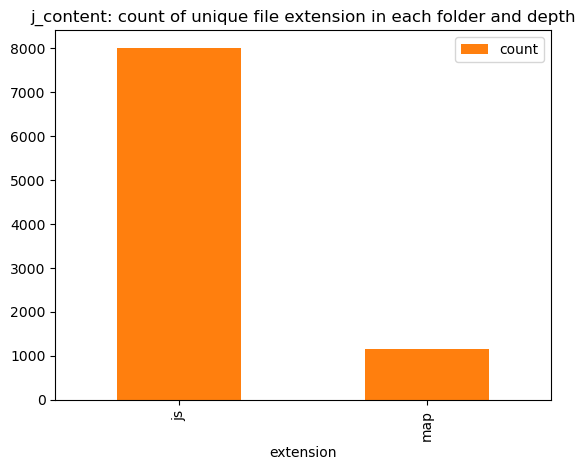 j_content: count of unique file extension in each folder and depth
count
8000
7000
6000
5000
4000
3000
2000
1000
0
js
map
extension